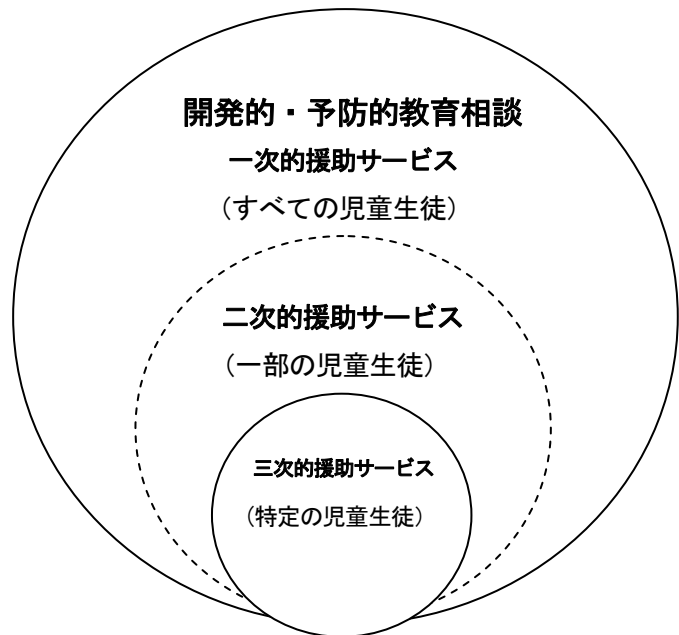 開発的・予防的教育相談
一次的援助サービス
（すべての児童生徒）
二次的援助サービス
（一部の児童生徒）
三次的援助サービス
（特定の児童生徒）